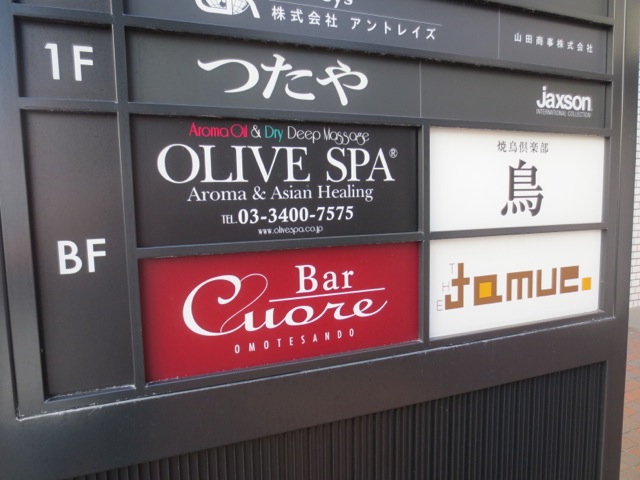 株式会社 アントレイズ
山田商事株式会社
1F
つたや
jaxson
INTERNATIONAL COLLECTION
BF
Aroma Oil & Dry Deep Massage
OLIVE SPA®
Aroma & Asian Healing
TEL.03-3400-7575
www.olivespa.co.jp
焼鳥倶楽部
鳥
Bar
Cuore
OMOTESANDO
THE
tamuc.